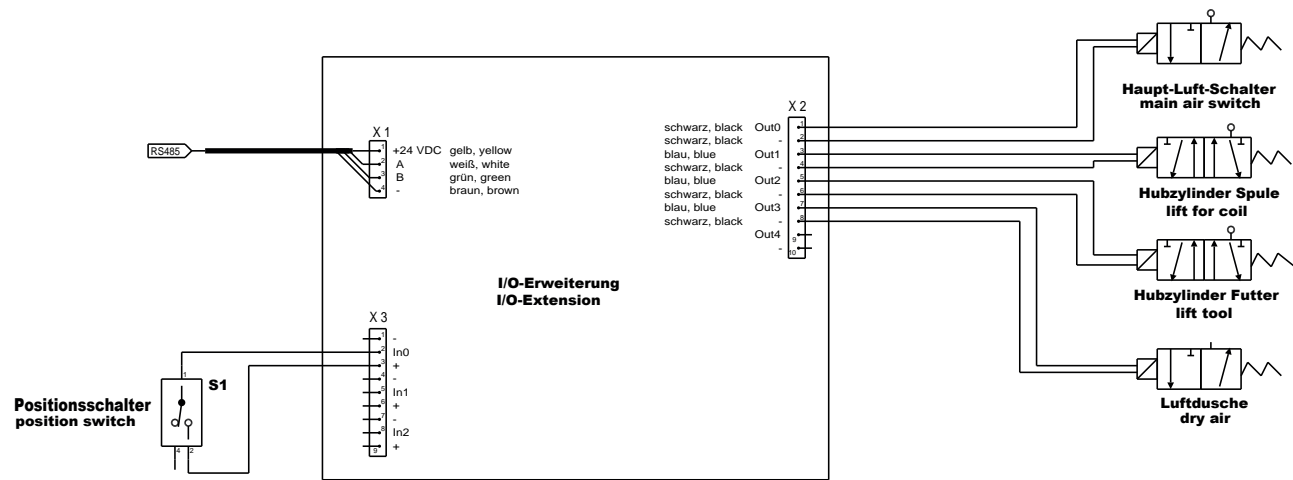 RS485
X 1
1 +24 VDC gelb, yellow
2 A weiß, white
3 B grün, green
4 - braun, brown
X 2
schwarz, black Out0 1
schwarz, black - 2
blau, blue Out1 3
schwarz, black - 4
blau, blue Out2 5
schwarz, black - 6
blau, blue Out3 7
schwarz, black - 8
Out4 9
- 10
I/O-Erweiterung
I/O-Extension
X 3
1 -
2 In0
3 +
4 -
5 In1
6 +
7 -
8 In2
9 +
1
S1
Positionsschalter
position switch
4 2
Haupt-Luft-Schalter
main air switch
Hubzylinder Spule
lift for coil
Hubzylinder Futter
lift tool
Luftdusche
dry air